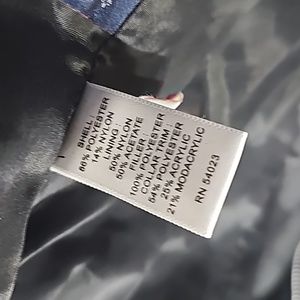 SHELL:
86% POLYESTER
14% NYLON
LINING:
50% NYLON
50% ACETATE
FILLER
100% POLYESTER
COLLAR TRIM
54% POLYESTER
25% ACRYLIC
21% MODACRYLIC
RN 54023